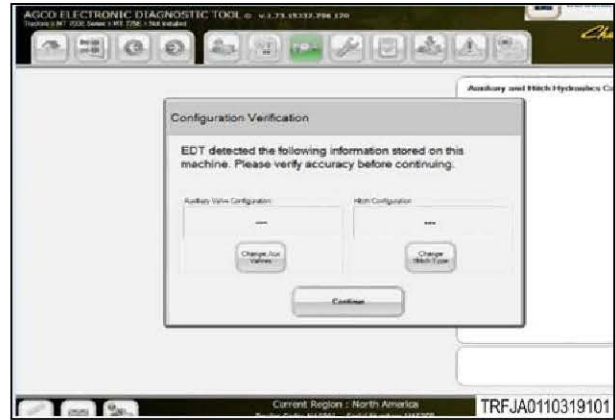 AGCO ELECTRONIC DIAGNOSTIC TOOL
Auxiliary and Hitch Hydraulics Co
Configuration Verification
EDT detected the following information stored on this
machine. Please verify accuracy before continuing.
Auxiliary Valve Configuration
Hitch Configuration
---
---
Change Aux
Valves
Change
Hitch Type
Continue
Current Region : North America
TRFJA0110319101